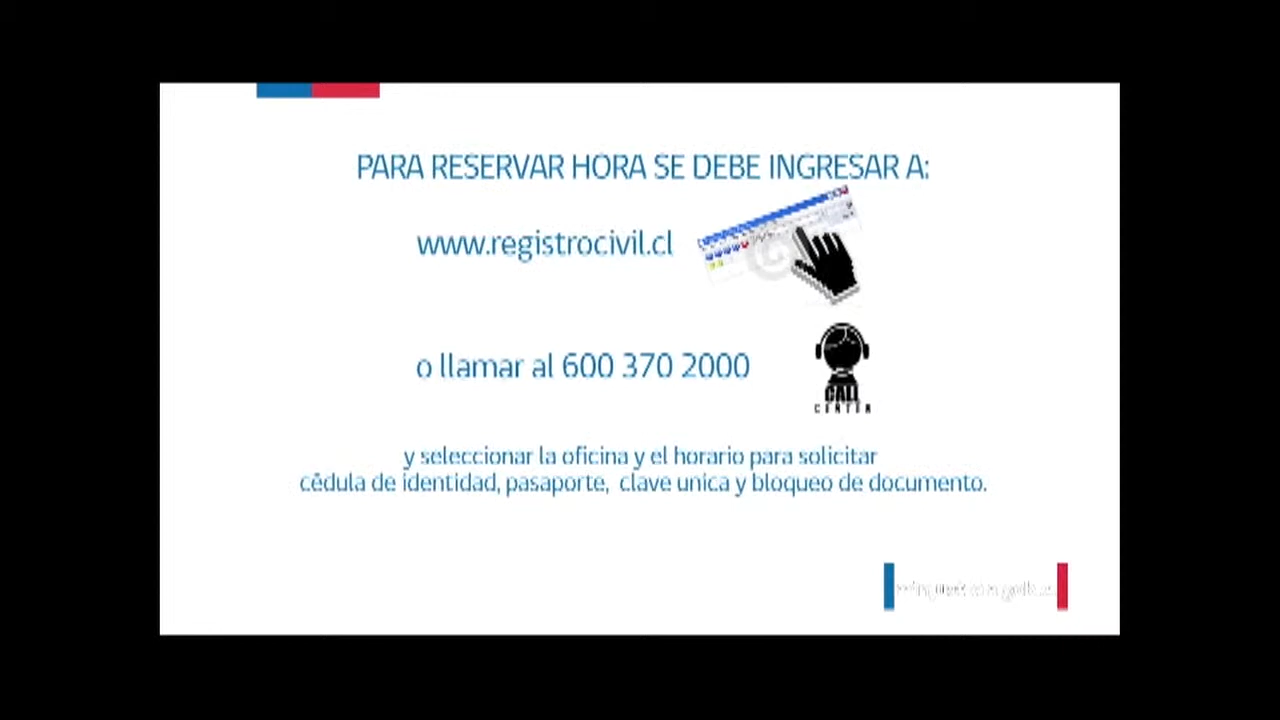 PARA RESERVAR HORA SE DEBE INGRESAR A:
www.registrocivil.cl
o llamar al 600 370 2000
CALL
CENTER
y seleccionar la oficina y el horario para solicitar
cédula de identidad, pasaporte, clave unica y bloqueo de documento.